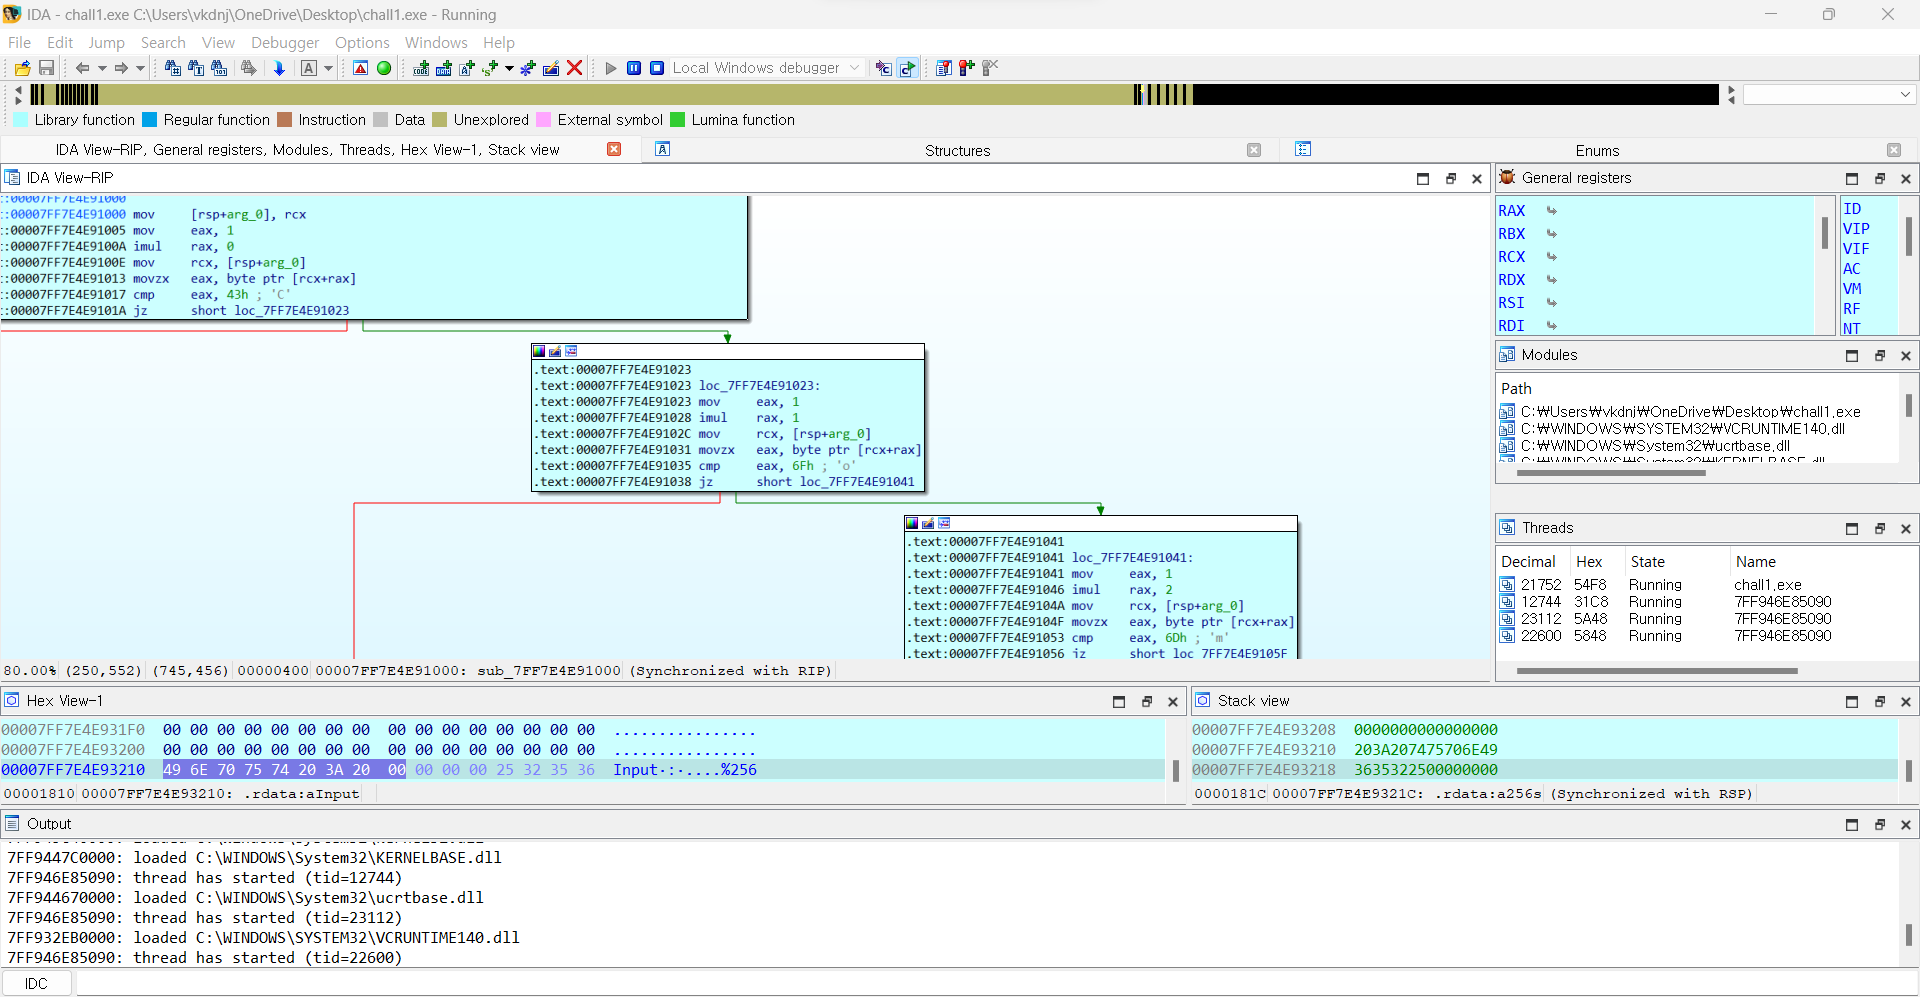 IDA - chall1.exe C:\Users\vkdnj\OneDrive\Desktop\chall1.exe - Running
File Edit Jump Search View Debugger Options Windows Help
Local Windows debugger
Library function Regular function Instruction Data Unexplored External symbol Lumina function
IDA View-RIP, General registers, Modules, Threads, Hex View-1, Stack view
Structures
Enums
IDA View-RIP
:00007FF7E4E91000
:00007FF7E4E91000 mov [rsp+arg_0], rcx
:00007FF7E4E91005 mov eax, 1
:00007FF7E4E9100A imul rax, 0
:00007FF7E4E9100E mov rcx, [rsp+arg_0]
:00007FF7E4E91013 movzx eax, byte ptr [rcx+rax]
:00007FF7E4E91017 cmp eax, 43h ; 'C'
:00007FF7E4E9101A jz short loc_7FF7E4E91023
.text:00007FF7E4E91023
.text:00007FF7E4E91023 loc_7FF7E4E91023:
.text:00007FF7E4E91023 mov eax, 1
.text:00007FF7E4E91028 imul rax, 1
.text:00007FF7E4E9102C mov rcx, [rsp+arg_0]
.text:00007FF7E4E91031 movzx eax, byte ptr [rcx+rax]
.text:00007FF7E4E91035 cmp eax, 6Fh ; 'o'
.text:00007FF7E4E91038 jz short loc_7FF7E4E91041
.text:00007FF7E4E91041
.text:00007FF7E4E91041 loc_7FF7E4E91041:
.text:00007FF7E4E91041 mov eax, 1
.text:00007FF7E4E91046 imul rax, 2
.text:00007FF7E4E9104A mov rcx, [rsp+arg_0]
.text:00007FF7E4E9104F movzx eax, byte ptr [rcx+rax]
.text:00007FF7E4E91053 cmp eax, 6Dh ; 'm'
.text:00007FF7E4E91056 jz short loc_7FF7E4E9105F
80.00% (250,552) (745,456) 00000400 00007FF7E4E91000: sub_7FF7E4E91000 (Synchronized with RIP)
General registers
RAX
RBX
RCX
RDX
RSI
RDI
ID
VIP
VIF
AC
VM
RF
NT
Modules
Path
C:₩Users₩vkdnj₩OneDrive₩Desktop₩chall1.exe
C:₩WINDOWS₩SYSTEM32₩VCRUNTIME140.dll
C:₩WINDOWS₩System32₩ucrtbase.dll
C:₩WINDOWS₩System32₩KERNELBASE.dll
Threads
Decimal Hex State Name
21752 54F8 Running chall1.exe
12744 31C8 Running 7FF946E85090
23112 5A48 Running 7FF946E85090
22600 5848 Running 7FF946E85090
Hex View-1
00007FF7E4E931F0 00 00 00 00 00 00 00 00 00 00 00 00 00 00 00 00 ................
00007FF7E4E93200 00 00 00 00 00 00 00 00 00 00 00 00 00 00 00 00 ................
00007FF7E4E93210 49 6E 70 75 74 20 3A 20 00 00 00 00 25 32 35 36 Input·:·....%256
00001810 00007FF7E4E93210: .rdata:aInput
Stack view
00007FF7E4E93208 0000000000000000
00007FF7E4E93210 203A207475706E49
00007FF7E4E93218 3635322500000000
0000181C 00007FF7E4E9321C: .rdata:a256s (Synchronized with RSP)
Output
7FF9447C0000: loaded C:\WINDOWS\System32\KERNELBASE.dll
7FF946E85090: thread has started (tid=12744)
7FF944670000: loaded C:\WINDOWS\System32\ucrtbase.dll
7FF946E85090: thread has started (tid=23112)
7FF932EB0000: loaded C:\WINDOWS\SYSTEM32\VCRUNTIME140.dll
7FF946E85090: thread has started (tid=22600)
IDC